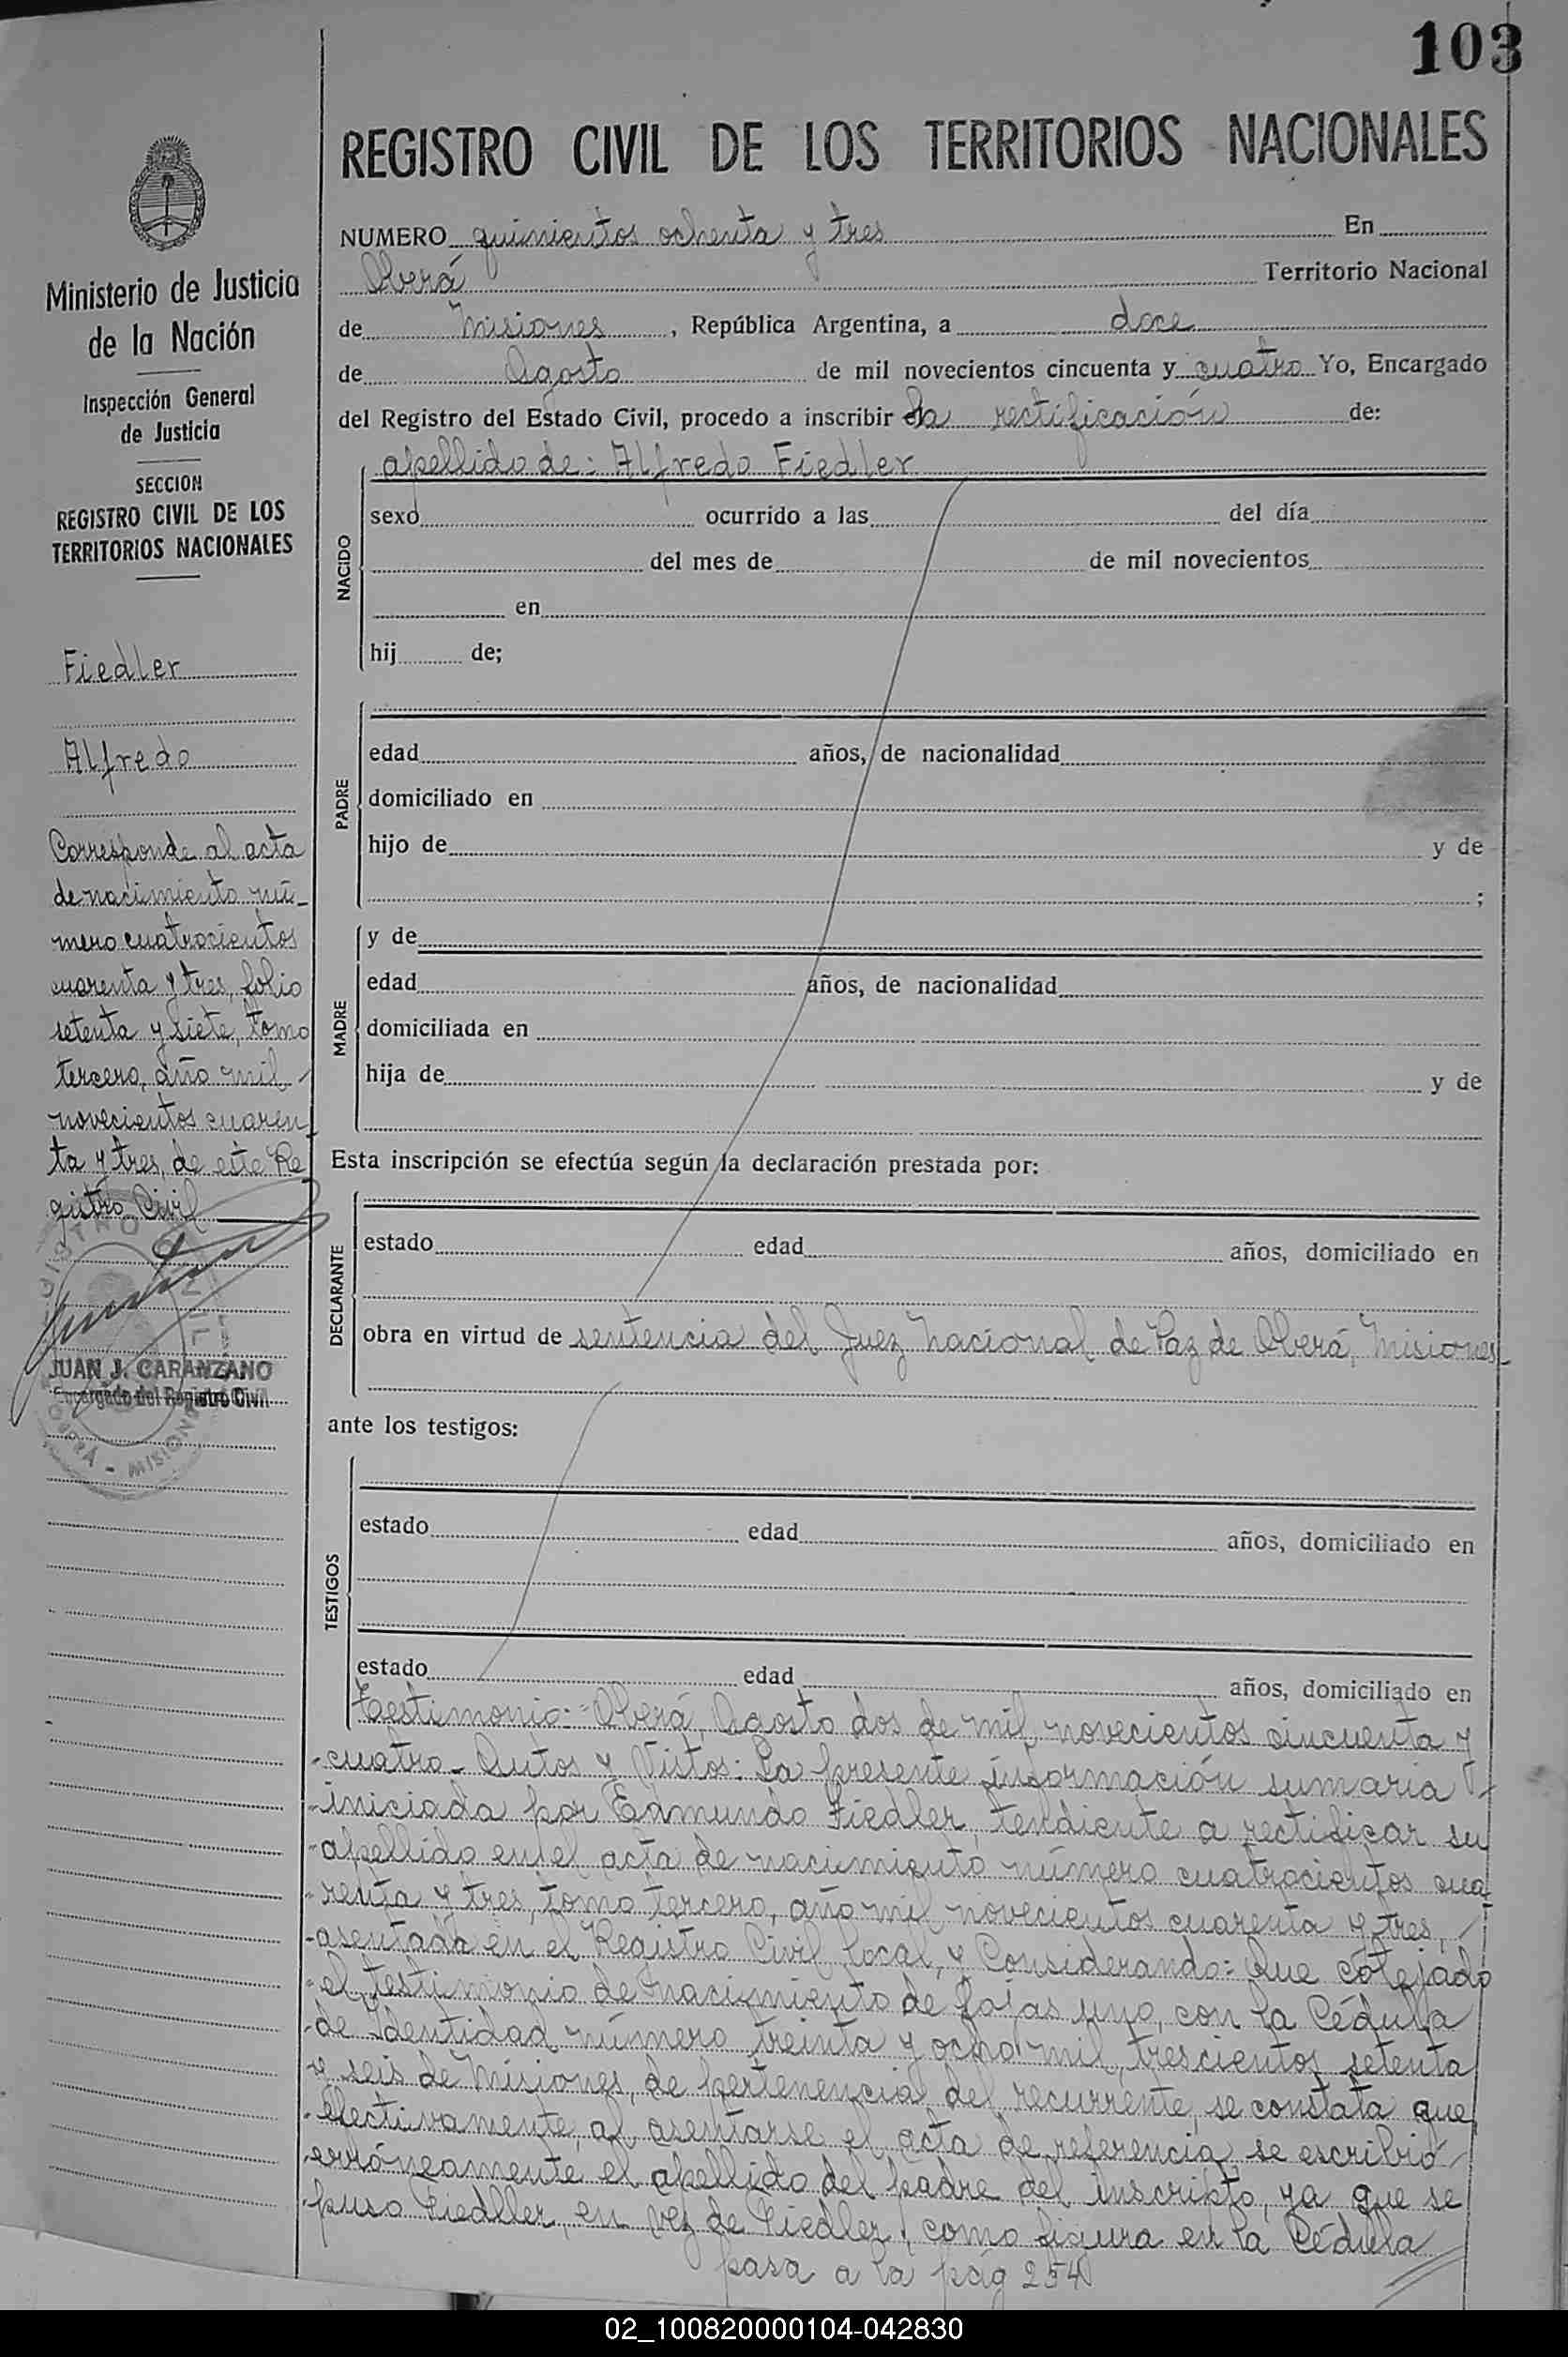 103
REGISTRO CIVIL DE LOS TERRITORIOS NACIONALES
Ministerio de Justicia
de la Nación
Inspección General
de Justicia
SECCION
REGISTRO CIVIL DE LOS
TERRITORIOS NACIONALES
Fiedler
Alfredo
Corresponde al acta
de nacimiento nú-
mero cuatrocientos
cuarenta y tres, folio
setenta y siete, tomo
tercero, año mil
novecientos cuaren
ta y tres, de este Re
gistro Civil
JUAN J. CARANZANO
Encargado del Registro Civil
OBERÁ - MISIONES
NUMERO quinientos ochenta y tres En
Oberá Territorio Nacional
de Misiones, República Argentina, a doce
de Agosto de mil novecientos cincuenta y cuatro Yo, Encargado
del Registro del Estado Civil, procedo a inscribir la rectificación de:
apellido de: Alfredo Fiedler
NACIDO
sexo ocurrido a las del día
del mes de de mil novecientos
en
hij de;
PADRE
edad años, de nacionalidad
domiciliado en
hijo de y de
;
MADRE
y de
edad años, de nacionalidad
domiciliada en
hija de y de
Esta inscripción se efectúa según la declaración prestada por:
DECLARANTE
estado edad años, domiciliado en
obra en virtud de sentencia del Juez Nacional de Paz de Oberá, Misiones
ante los testigos:
TESTIGOS
estado edad años, domiciliado en
estado edad años, domiciliado en
Testimonio: Oberá, Agosto dos de mil novecientos cincuenta y
cuatro - Autos y Vistos: La presente información sumaria
iniciada por Edmundo Fiedler, tendiente a rectificar su
apellido en el acta de nacimiento número cuatrocientos cua
renta y tres, tomo tercero, año mil novecientos cuarenta y tres,
asentada en el Registro Civil local, y Considerando: Que cotejado
el testimonio de nacimiento de fojas uno, con la Cédula
de Identidad número treinta y ocho mil trescientos setenta
y seis de Misiones, de pertenencia del recurrente, se constata que
efectivamente, al asentarse el acta de referencia, se escribió
erróneamente el apellido del padre del inscripto, ya que se
puso Fiedller, en vez de Fiedler, como figura en la Cédula
pasa a la pág 254
02_100820000104-042830